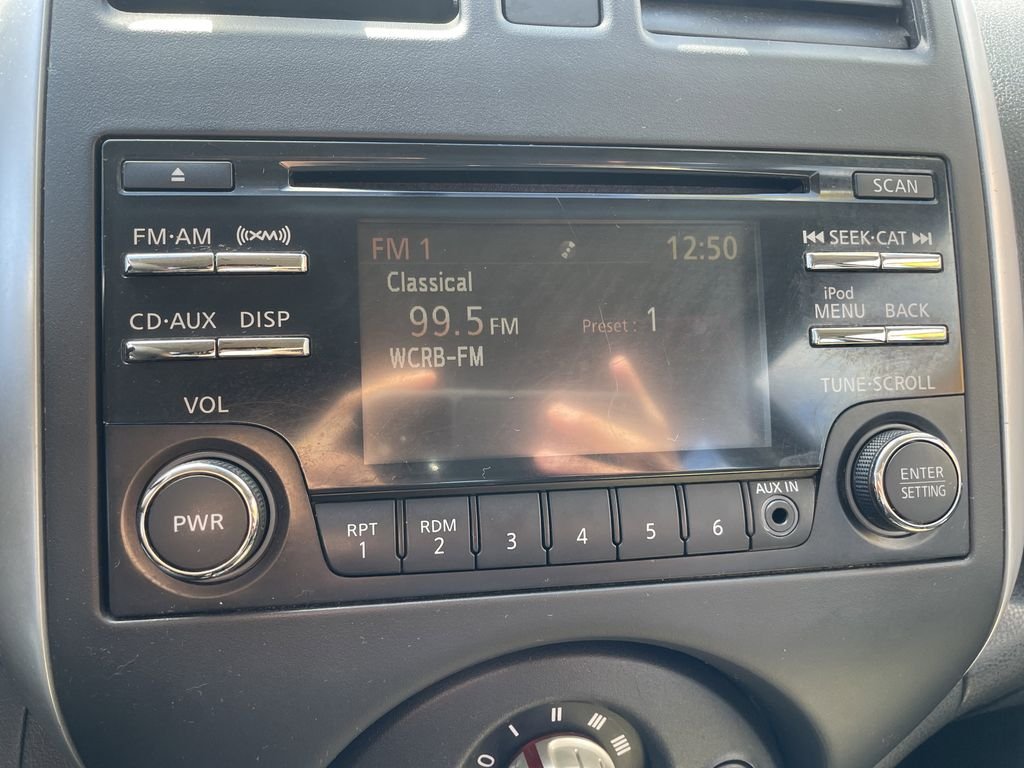 SCAN
FM·AM
((XM))
SEEK·CAT
FM 1
12:50
Classical
99.5 FM
Preset : 1
WCRB-FM
CD·AUX
DISP
iPod
MENU
BACK
TUNE·SCROLL
VOL
PWR
ENTER
SETTING
RPT
1
RDM
2
3
4
5
6
AUX IN
0